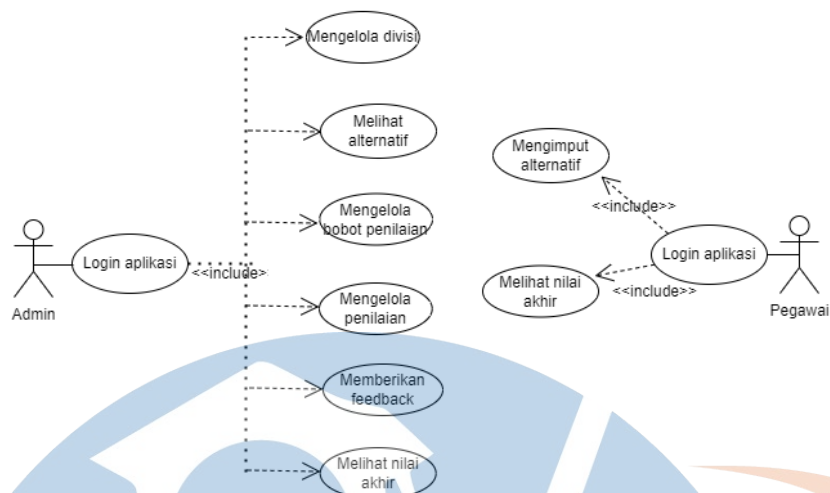 Mengelola divisi
Melihat
alternatif
Mengimput
alternatif
Mengelola
bobot penilaian
<<include>>
Login aplikasi
<<include>
Login aplikasi
Admin
Mengelola
penilaian
Melihat nilai
akhir
<<include>>
Pegawai
Memberikan
feedback
Melihat nilai
akhir